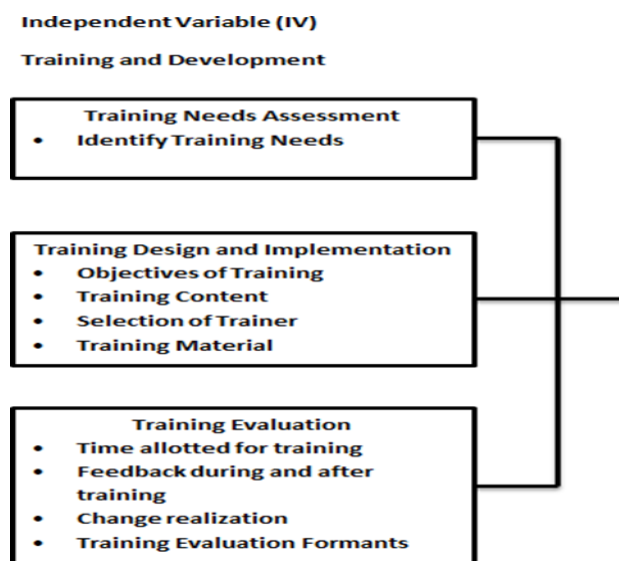 Independent Variable (IV)
Training and Development
Training Needs Assessment
• Identify Training Needs
Training Design and Implementation
• Objectives of Training
• Training Content
• Selection of Trainer
• Training Material
Training Evaluation
• Time allotted for training
• Feedback during and after
training
• Change realization
• Training Evaluation Formants